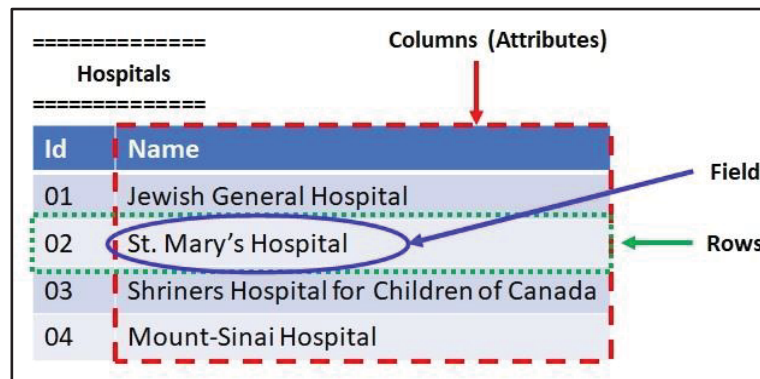 Columns (Attributes)
==============
Hospitals
==============
Id Name
01 Jewish General Hospital
Field
02 St. Mary's Hospital
Rows
03 Shriners Hospital for Children of Canada
04 Mount-Sinai Hospital